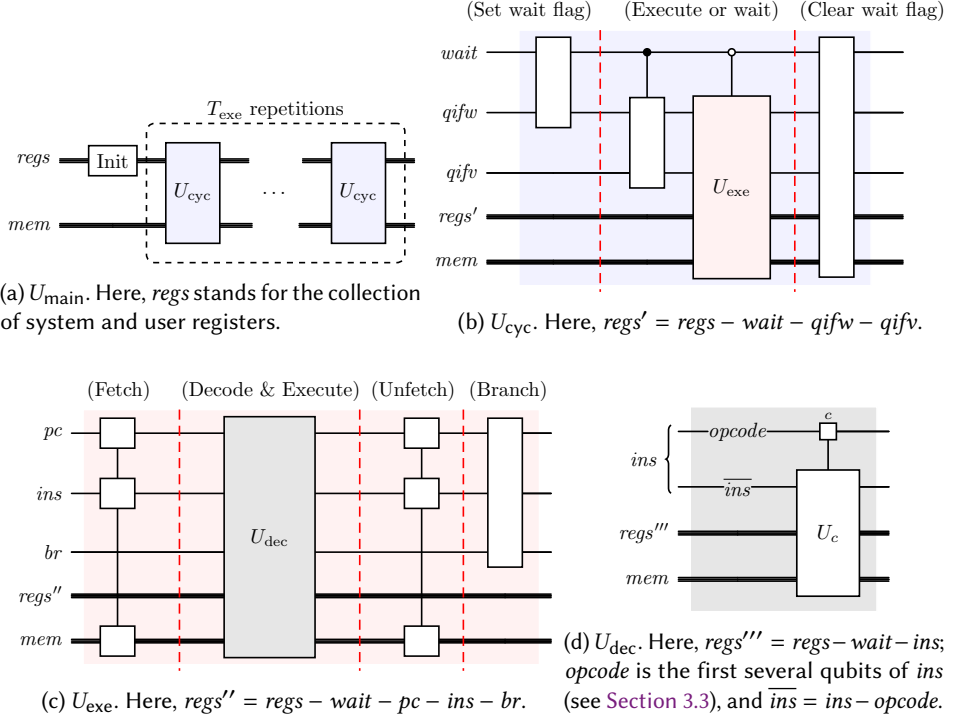 (Set wait flag) (Execute or wait) (Clear wait flag)
wait
qifw
qifv
regs′
mem
U_exe
T_exe repetitions
regs
Init
U_cyc
. . .
U_cyc
mem
(a) U_main. Here, regs stands for the collection
of system and user registers.
(b) U_cyc. Here, regs′ = regs − wait − qifw − qifv.
(Fetch) (Decode & Execute) (Unfetch) (Branch)
pc
ins
br
regs′′
mem
U_dec
(c) U_exe. Here, regs′′ = regs − wait − pc − ins − br.
c
opcode
ins
i̅n̅s̅
regs′′′
mem
U_c
(d) U_dec. Here, regs′′′ = regs − wait − ins;
opcode is the first several qubits of ins
(see Section 3.3), and i̅n̅s̅ = ins − opcode.